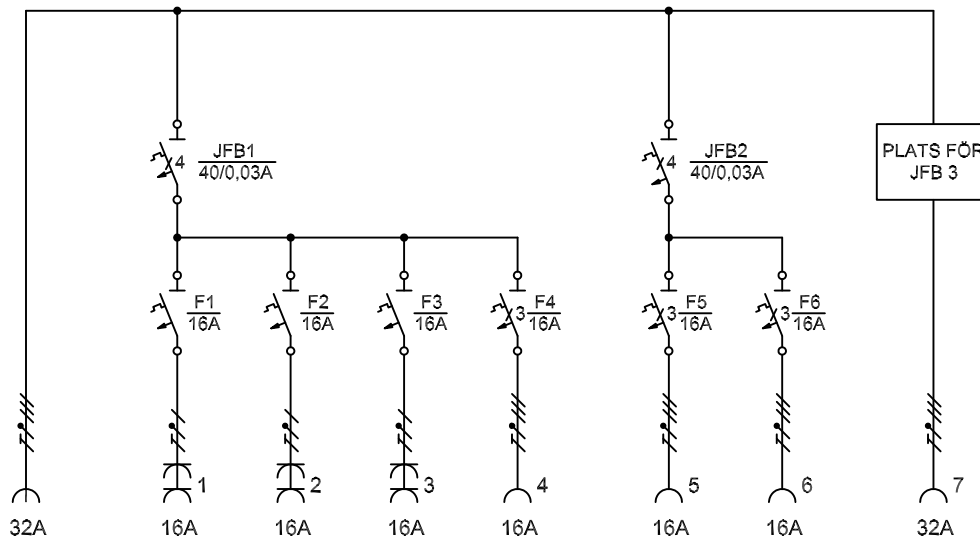 JFB1
40/0,03A
4
JFB2
40/0,03A
4
PLATS FÖR
JFB 3
F1
16A
F2
16A
F3
16A
3 F4
16A
3 F5
16A
3 F6
16A
1 2 3 4 5 6 7
32A 16A 16A 16A 16A 16A 16A 32A